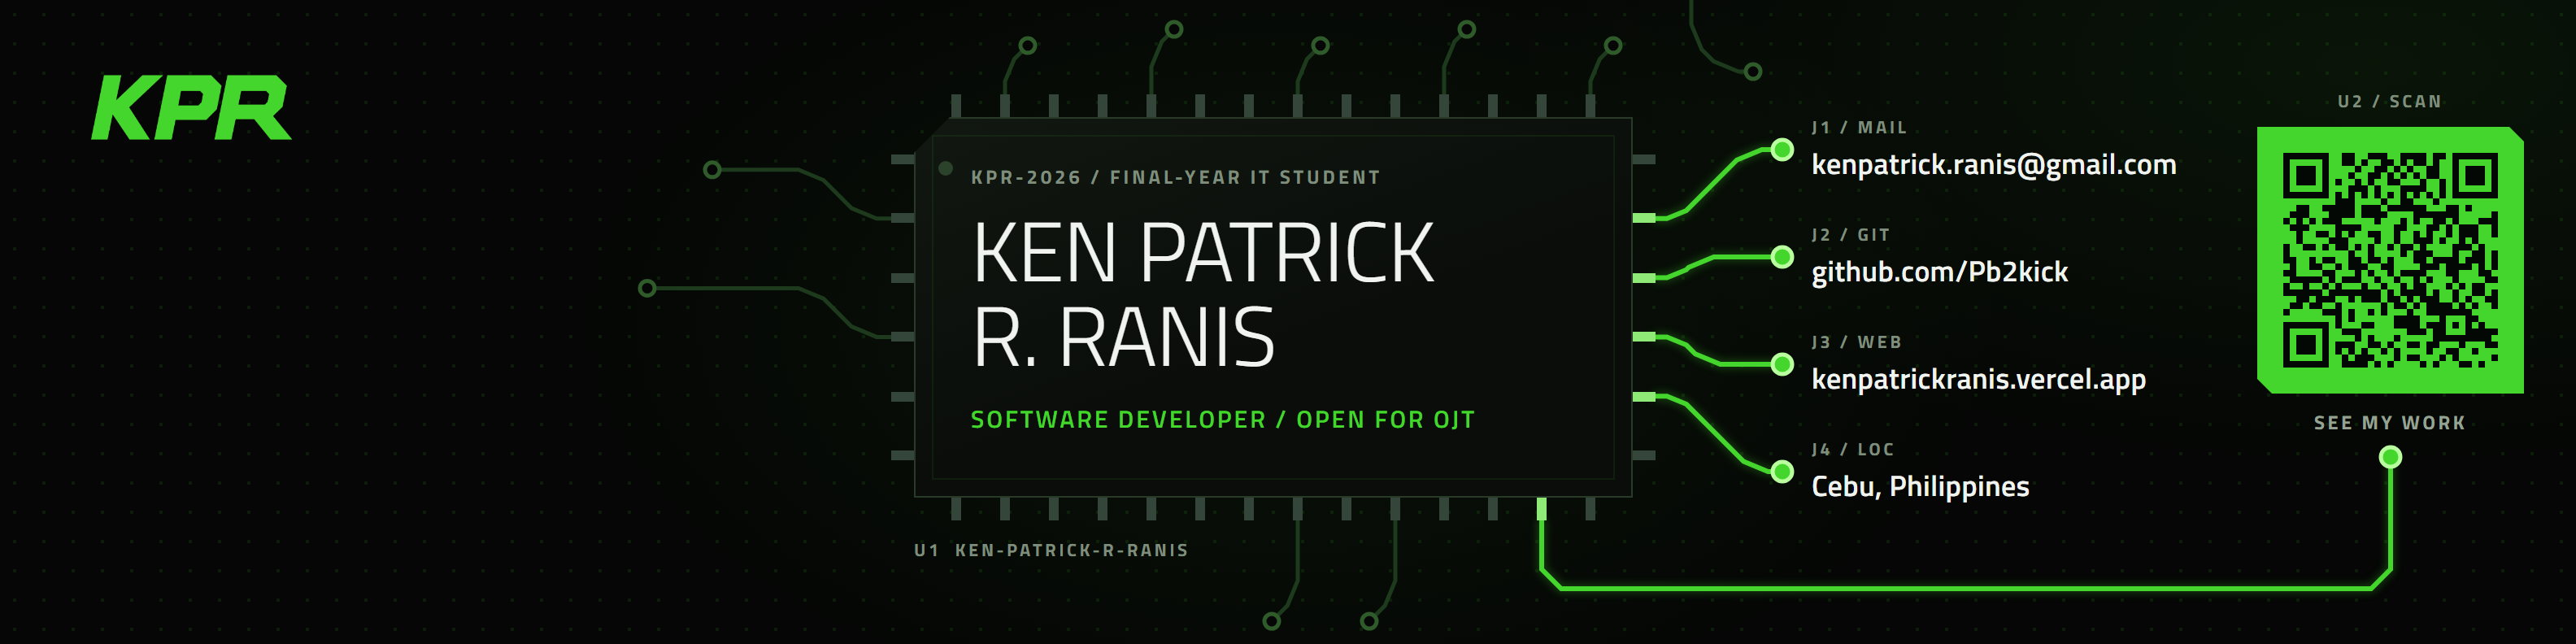 KPR
KPR-2026 / FINAL-YEAR IT STUDENT
KEN PATRICK
R. RANIS
SOFTWARE DEVELOPER / OPEN FOR OJT
U1 KEN-PATRICK-R-RANIS
J1 / MAIL
kenpatrick.ranis@gmail.com
J2 / GIT
github.com/Pb2kick
J3 / WEB
kenpatrickranis.vercel.app
J4 / LOC
Cebu, Philippines
U2 / SCAN
SEE MY WORK